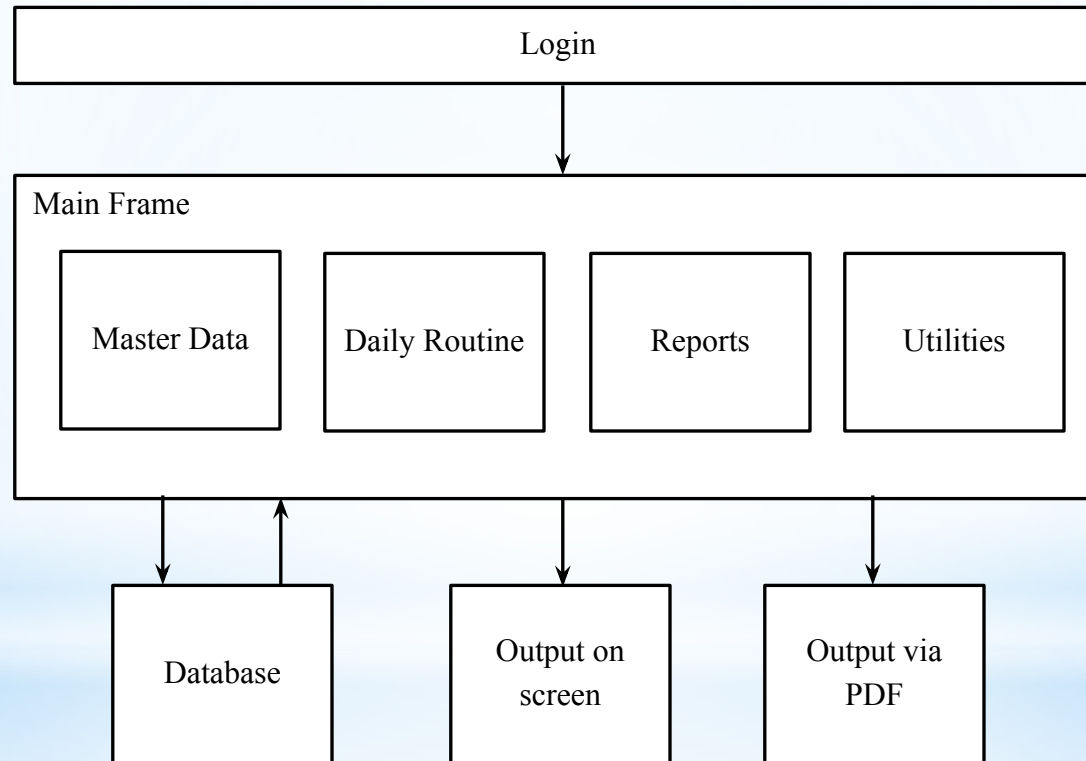 Login
Main Frame
Master Data
Daily Routine
Reports
Utilities
Database
Output on
screen
Output via
PDF